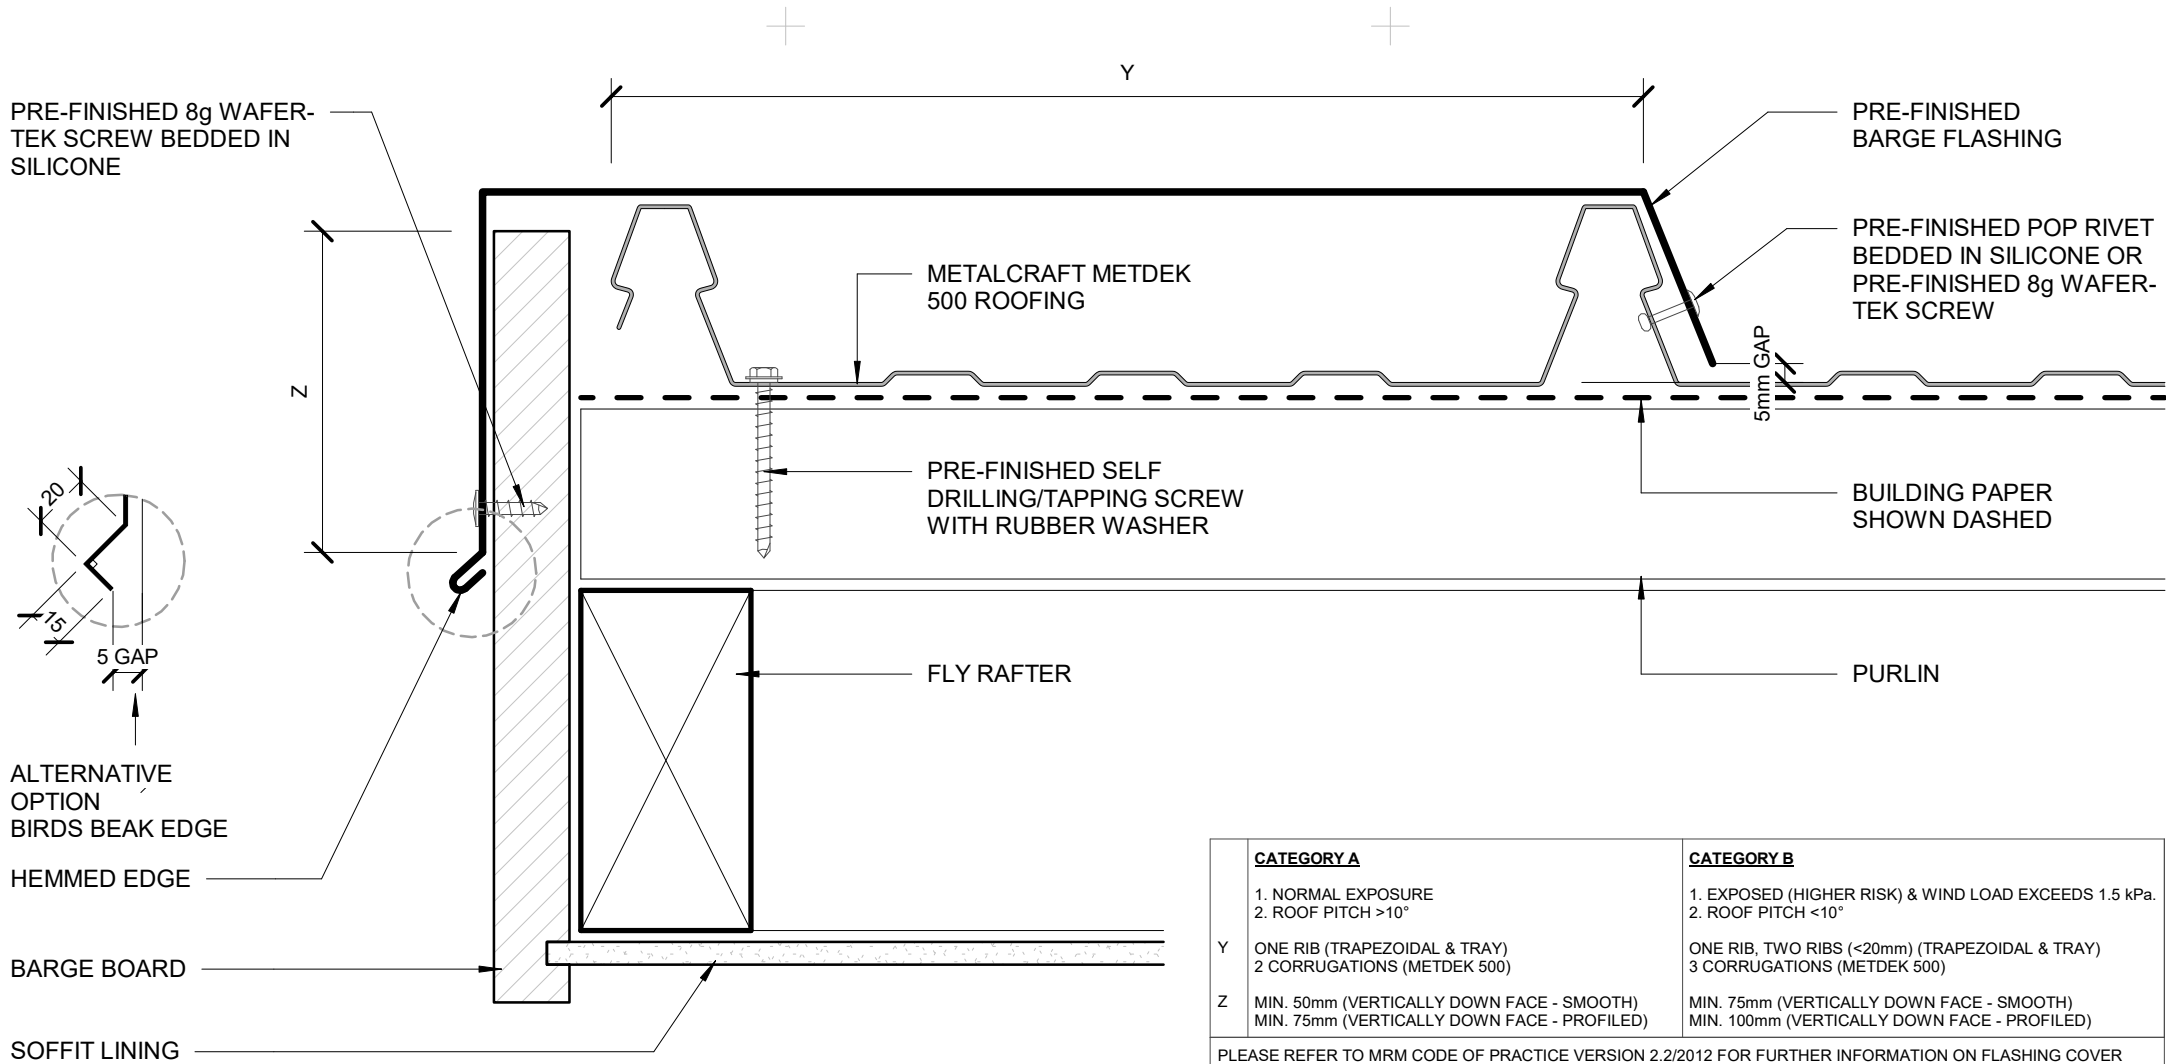 Y
PRE-FINISHED 8g WAFER-
TEK SCREW BEDDED IN
SILICONE
PRE-FINISHED
BARGE FLASHING
PRE-FINISHED POP RIVET
BEDDED IN SILICONE OR
PRE-FINISHED 8g WAFER-
TEK SCREW
METALCRAFT METDEK
500 ROOFING
Z
5mm GAP
PRE-FINISHED SELF
DRILLING/TAPPING SCREW
WITH RUBBER WASHER
BUILDING PAPER
SHOWN DASHED
20
15
5 GAP
FLY RAFTER
PURLIN
ALTERNATIVE
OPTION
BIRDS BEAK EDGE
HEMMED EDGE
BARGE BOARD
SOFFIT LINING
CATEGORY A
1. NORMAL EXPOSURE
2. ROOF PITCH >10°
CATEGORY B
1. EXPOSED (HIGHER RISK) & WIND LOAD EXCEEDS 1.5 kPa.
2. ROOF PITCH <10°
Y
ONE RIB (TRAPEZOIDAL & TRAY)
2 CORRUGATIONS (METDEK 500)
ONE RIB, TWO RIBS (<20mm) (TRAPEZOIDAL & TRAY)
3 CORRUGATIONS (METDEK 500)
Z
MIN. 50mm (VERTICALLY DOWN FACE - SMOOTH)
MIN. 75mm (VERTICALLY DOWN FACE - PROFILED)
MIN. 75mm (VERTICALLY DOWN FACE - SMOOTH)
MIN. 100mm (VERTICALLY DOWN FACE - PROFILED)
PLEASE REFER TO MRM CODE OF PRACTICE VERSION 2.2/2012 FOR FURTHER INFORMATION ON FLASHING COVER